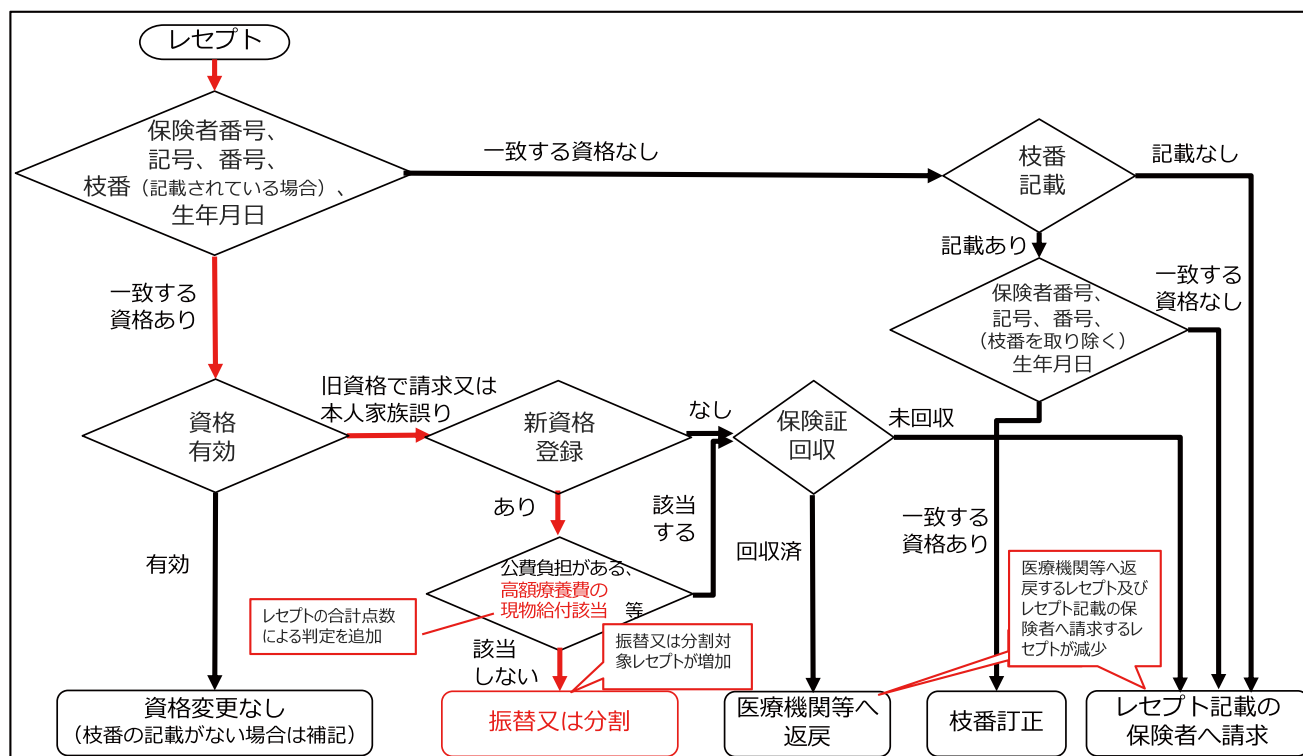 レセプト
保険者番号、
記号、番号、
枝番（記載されている場合）、
生年月日
一致する資格なし
枝番
記載
記載なし
記載あり
一致する
資格あり
保険者番号、
記号、番号、
（枝番を取り除く）
生年月日
一致する
資格なし
資格
有効
旧資格で請求又は
本人家族誤り
新資格
登録
なし
保険証
回収
未回収
あり
該当
する
有効
公費負担がある、
高額療養費の
現物給付該当 等
レセプトの合計点数
による判定を追加
該当
しない
振替又は分割対
象レセプトが増加
回収済
一致する
資格あり
医療機関等へ返
戻するレセプト及び
レセプト記載の保
険者へ請求するレ
セプトが減少
資格変更なし
（枝番の記載がない場合は補記）
振替又は分割
医療機関等へ
返戻
枝番訂正
レセプト記載の
保険者へ請求